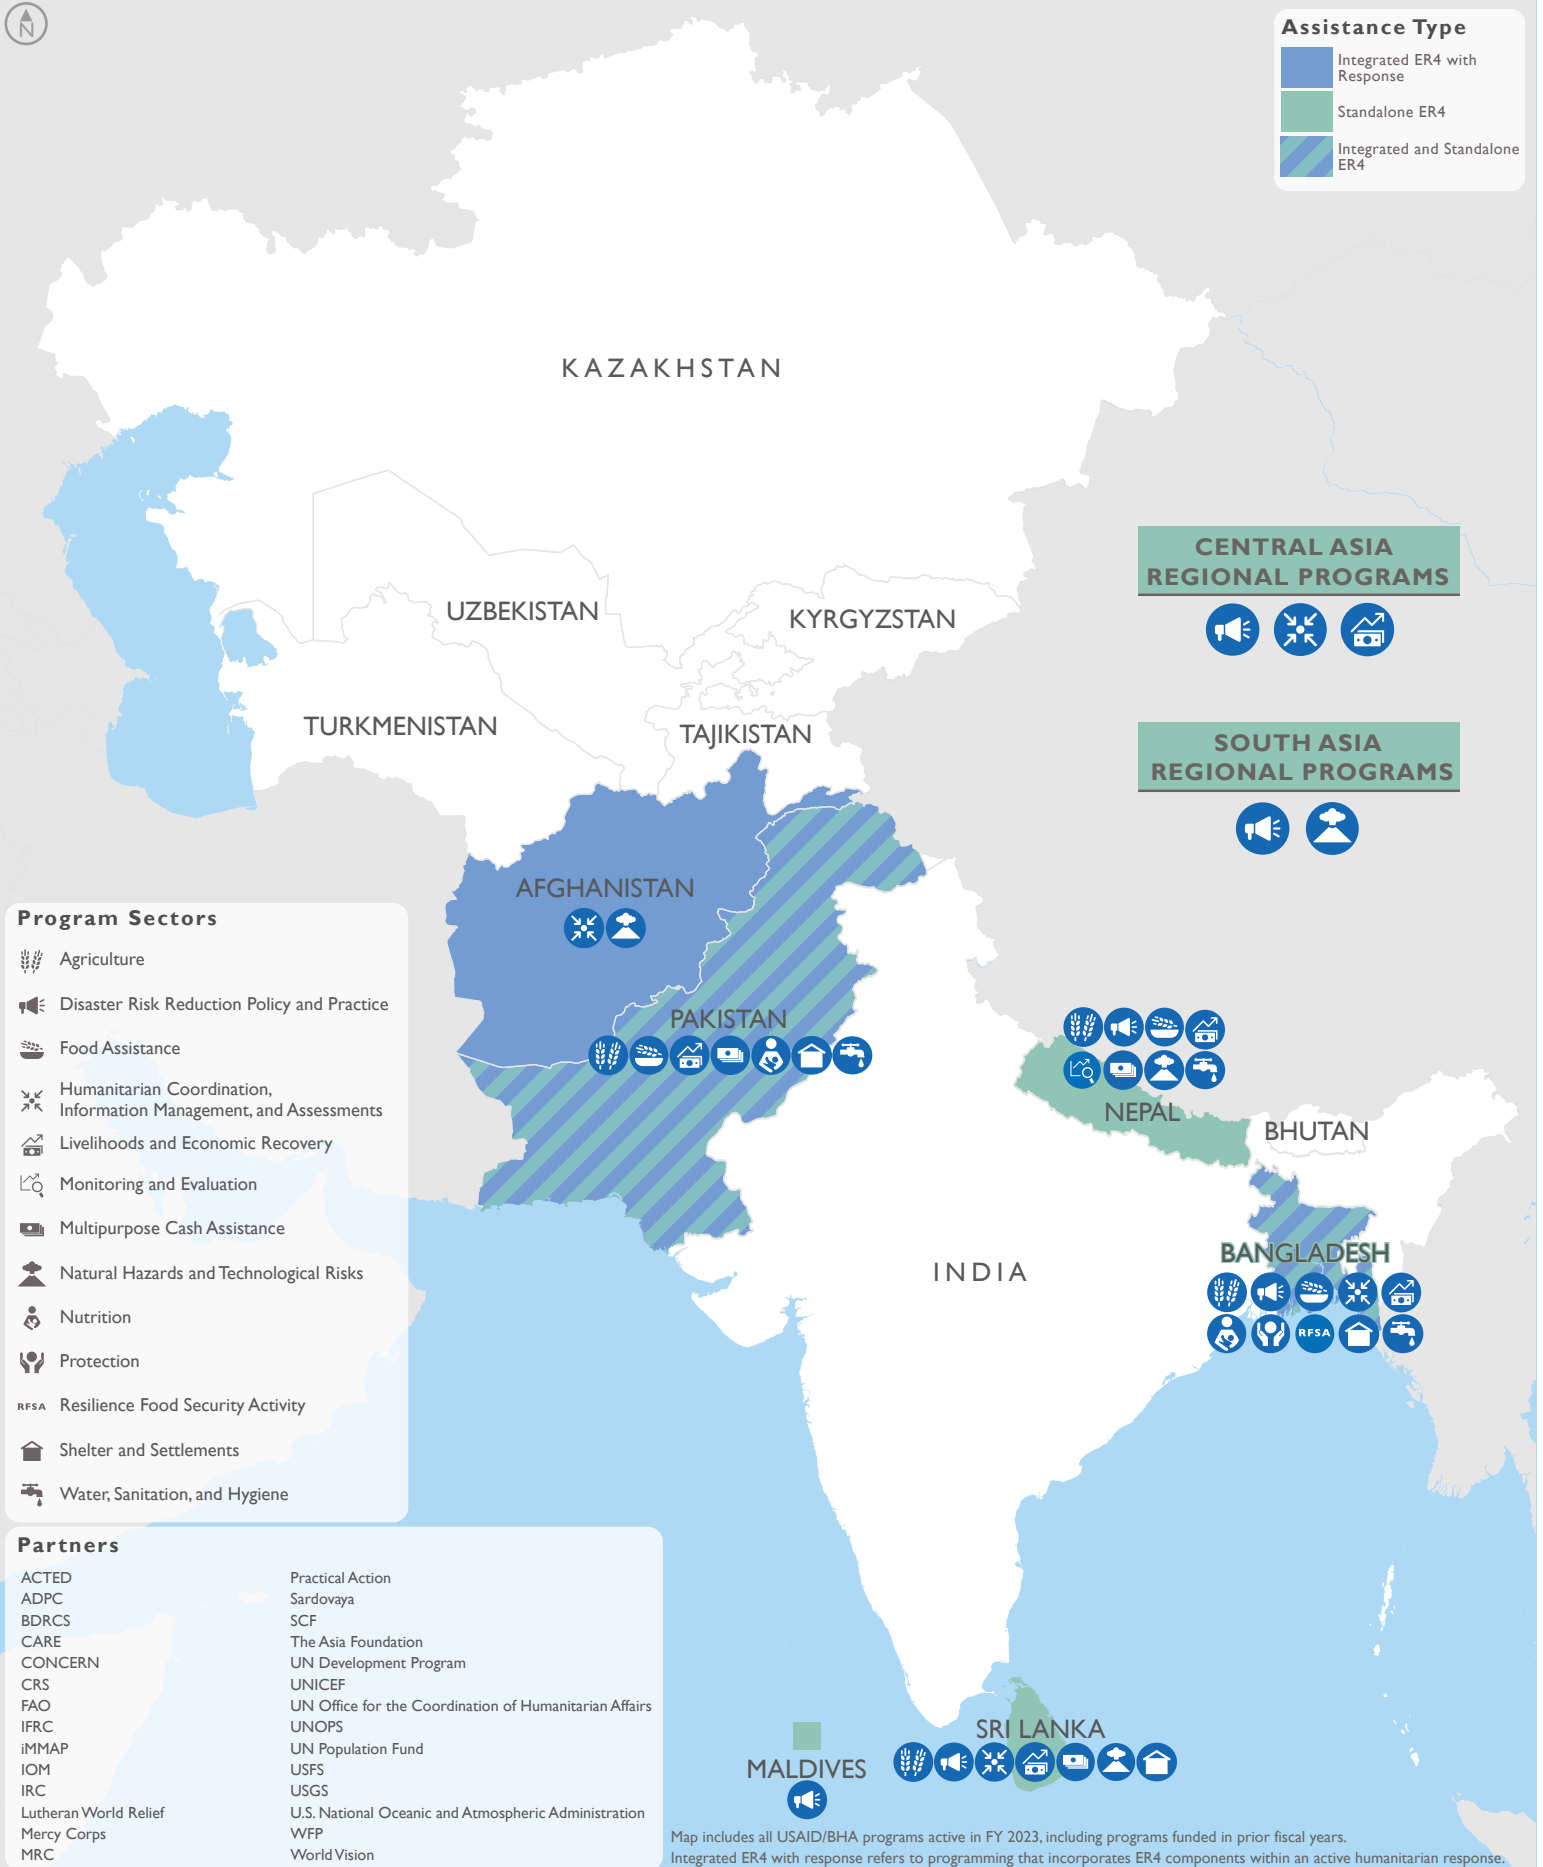 N
Assistance Type
Integrated ER4 with
Response
Standalone ER4
Integrated and Standalone
ER4
KAZAKHSTAN
CENTRAL ASIA
REGIONAL PROGRAMS
UZBEKISTAN
KYRGYZSTAN
TURKMENISTAN
TAJIKISTAN
SOUTH ASIA
REGIONAL PROGRAMS
AFGHANISTAN
PAKISTAN
NEPAL
BHUTAN
BANGLADESH
RFSA
INDIA
Program Sectors
Agriculture
Disaster Risk Reduction Policy and Practice
Food Assistance
Humanitarian Coordination,
Information Management, and Assessments
Livelihoods and Economic Recovery
Monitoring and Evaluation
Multipurpose Cash Assistance
Natural Hazards and Technological Risks
Nutrition
Protection
RFSA Resilience Food Security Activity
Shelter and Settlements
Water, Sanitation, and Hygiene
Partners
ACTED
ADPC
BDRCS
CARE
CONCERN
CRS
FAO
IFRC
iMMAP
IOM
IRC
Lutheran World Relief
Mercy Corps
MRC
Practical Action
Sardovaya
SCF
The Asia Foundation
UN Development Program
UNICEF
UN Office for the Coordination of Humanitarian Affairs
UNOPS
UN Population Fund
USFS
USGS
U.S. National Oceanic and Atmospheric Administration
WFP
World Vision
SRI LANKA
MALDIVES
Map includes all USAID/BHA programs active in FY 2023, including programs funded in prior fiscal years.
Integrated ER4 with response refers to programming that incorporates ER4 components within an active humanitarian response.